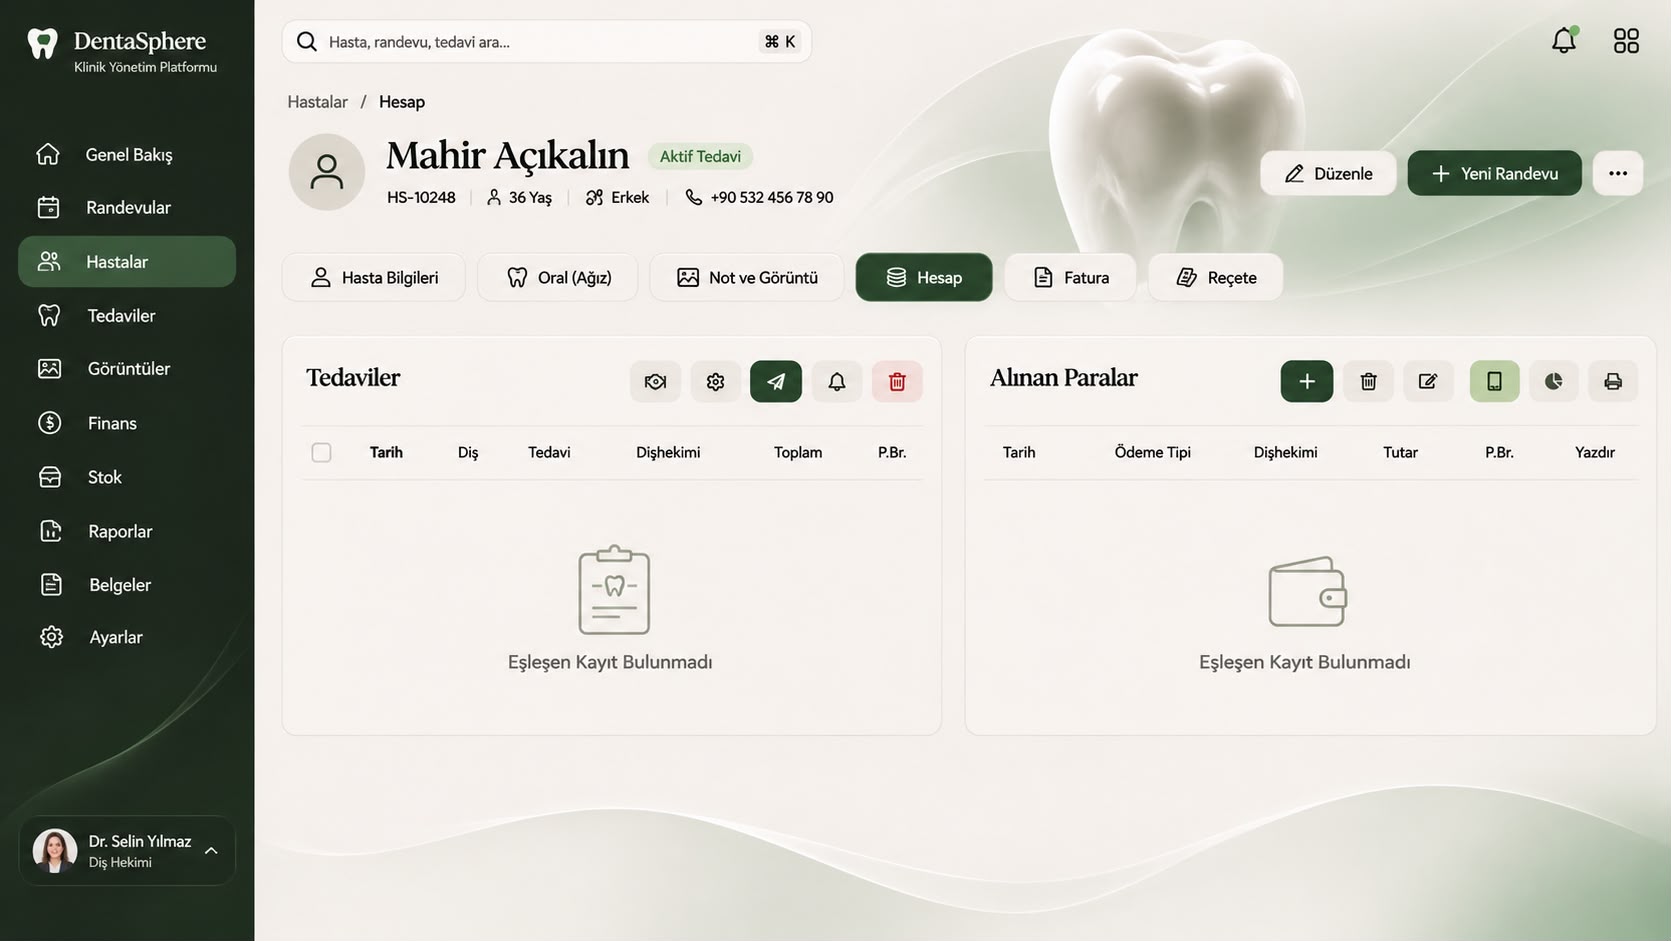 DentaSphere
Klinik Yönetim Platformu
Hasta, randevu, tedavi ara...
⌘ K
Hastalar / Hesap
Mahir Açıkalın
Aktif Tedavi
HS-10248
36 Yaş
Erkek
+90 532 456 78 90
Düzenle
Yeni Randevu
Genel Bakış
Randevular
Hastalar
Tedaviler
Görüntüler
Finans
Stok
Raporlar
Belgeler
Ayarlar
Hasta Bilgileri
Oral (Ağız)
Not ve Görüntü
Hesap
Fatura
Reçete
Tedaviler
Tarih Diş Tedavi Dişhekimi Toplam P.Br.
Eşleşen Kayıt Bulunmadı
Alınan Paralar
Tarih Ödeme Tipi Dişhekimi Tutar P.Br. Yazdır
Eşleşen Kayıt Bulunmadı
Dr. Selin Yılmaz
Diş Hekimi